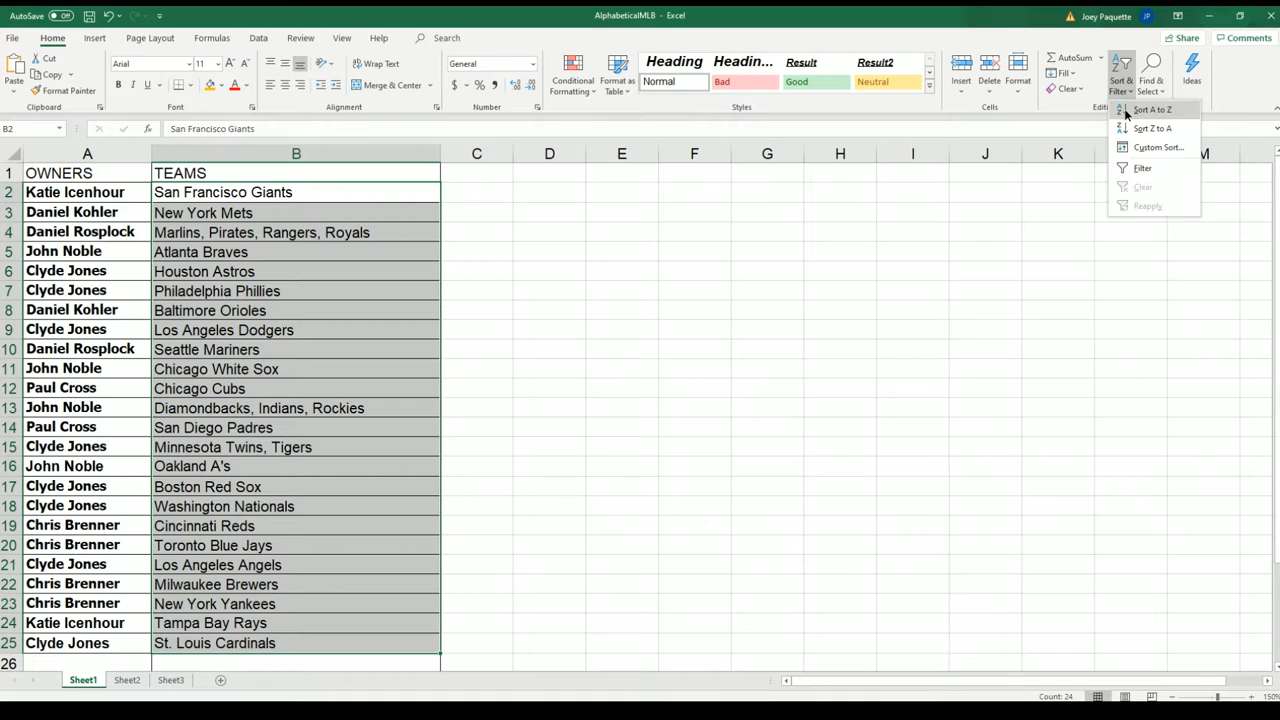 AutoSave Off AlphabeticalMLB - Excel Joey Paquette JP
File Home Insert Page Layout Formulas Data Review View Help Search Share Comments
Paste Cut Copy Format Painter Clipboard
Arial 11 A A B I U A Font
Wrap Text Merge & Center Alignment
General $ % , Number
Conditional Formatting Format as Table Heading Headin... Result Result2 Normal Bad Good Neutral Styles
Insert Delete Format Cells
AutoSum Fill Clear Sort & Filter Find & Select Editi Ideas
Sort A to Z
Sort Z to A
Custom Sort...
Filter
Clear
Reapply
B2 fx San Francisco Giants
A B C D E F G H I J K M
1 OWNERS TEAMS
2 Katie Icenhour San Francisco Giants
3 Daniel Kohler New York Mets
4 Daniel Rosplock Marlins, Pirates, Rangers, Royals
5 John Noble Atlanta Braves
6 Clyde Jones Houston Astros
7 Clyde Jones Philadelphia Phillies
8 Daniel Kohler Baltimore Orioles
9 Clyde Jones Los Angeles Dodgers
10 Daniel Rosplock Seattle Mariners
11 John Noble Chicago White Sox
12 Paul Cross Chicago Cubs
13 John Noble Diamondbacks, Indians, Rockies
14 Paul Cross San Diego Padres
15 Clyde Jones Minnesota Twins, Tigers
16 John Noble Oakland A's
17 Clyde Jones Boston Red Sox
18 Clyde Jones Washington Nationals
19 Chris Brenner Cincinnati Reds
20 Chris Brenner Toronto Blue Jays
21 Clyde Jones Los Angeles Angels
22 Chris Brenner Milwaukee Brewers
23 Chris Brenner New York Yankees
24 Katie Icenhour Tampa Bay Rays
25 Clyde Jones St. Louis Cardinals
26
Sheet1 Sheet2 Sheet3
Count: 24 150%